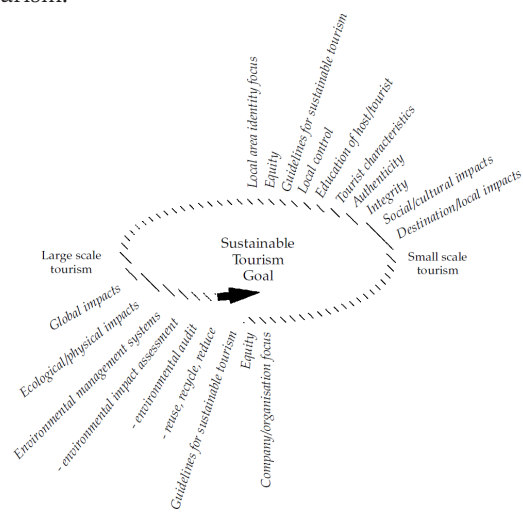 Local area identity focus
Equity
Guidelines for sustainable tourism
Local control
Education of host/tourist
Tourist characteristics
Authenticity
Integrity
Social/cultural impacts
Destination/local impacts
Large scale
tourism
Sustainable
Tourism
Goal
Small scale
tourism
Global impacts
Ecological/physical impacts
Environmental management systems
- environmental impact assessment
- environmental audit
- reuse, recycle, reduce
Guidelines for sustainable tourism
Equity
Company/organisation focus